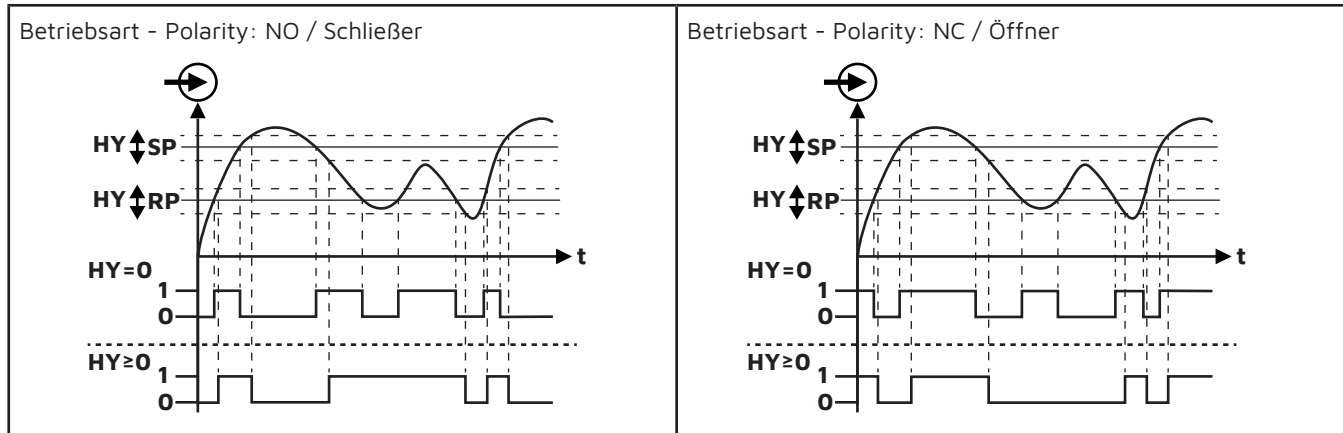 Betriebsart - Polarity: NO / Schließer
HY SP
HY RP
t
HY=0
1
0
HY≥0
1
0
Betriebsart - Polarity: NC / Öffner
HY SP
HY RP
t
HY=0
1
0
HY≥0
1
0